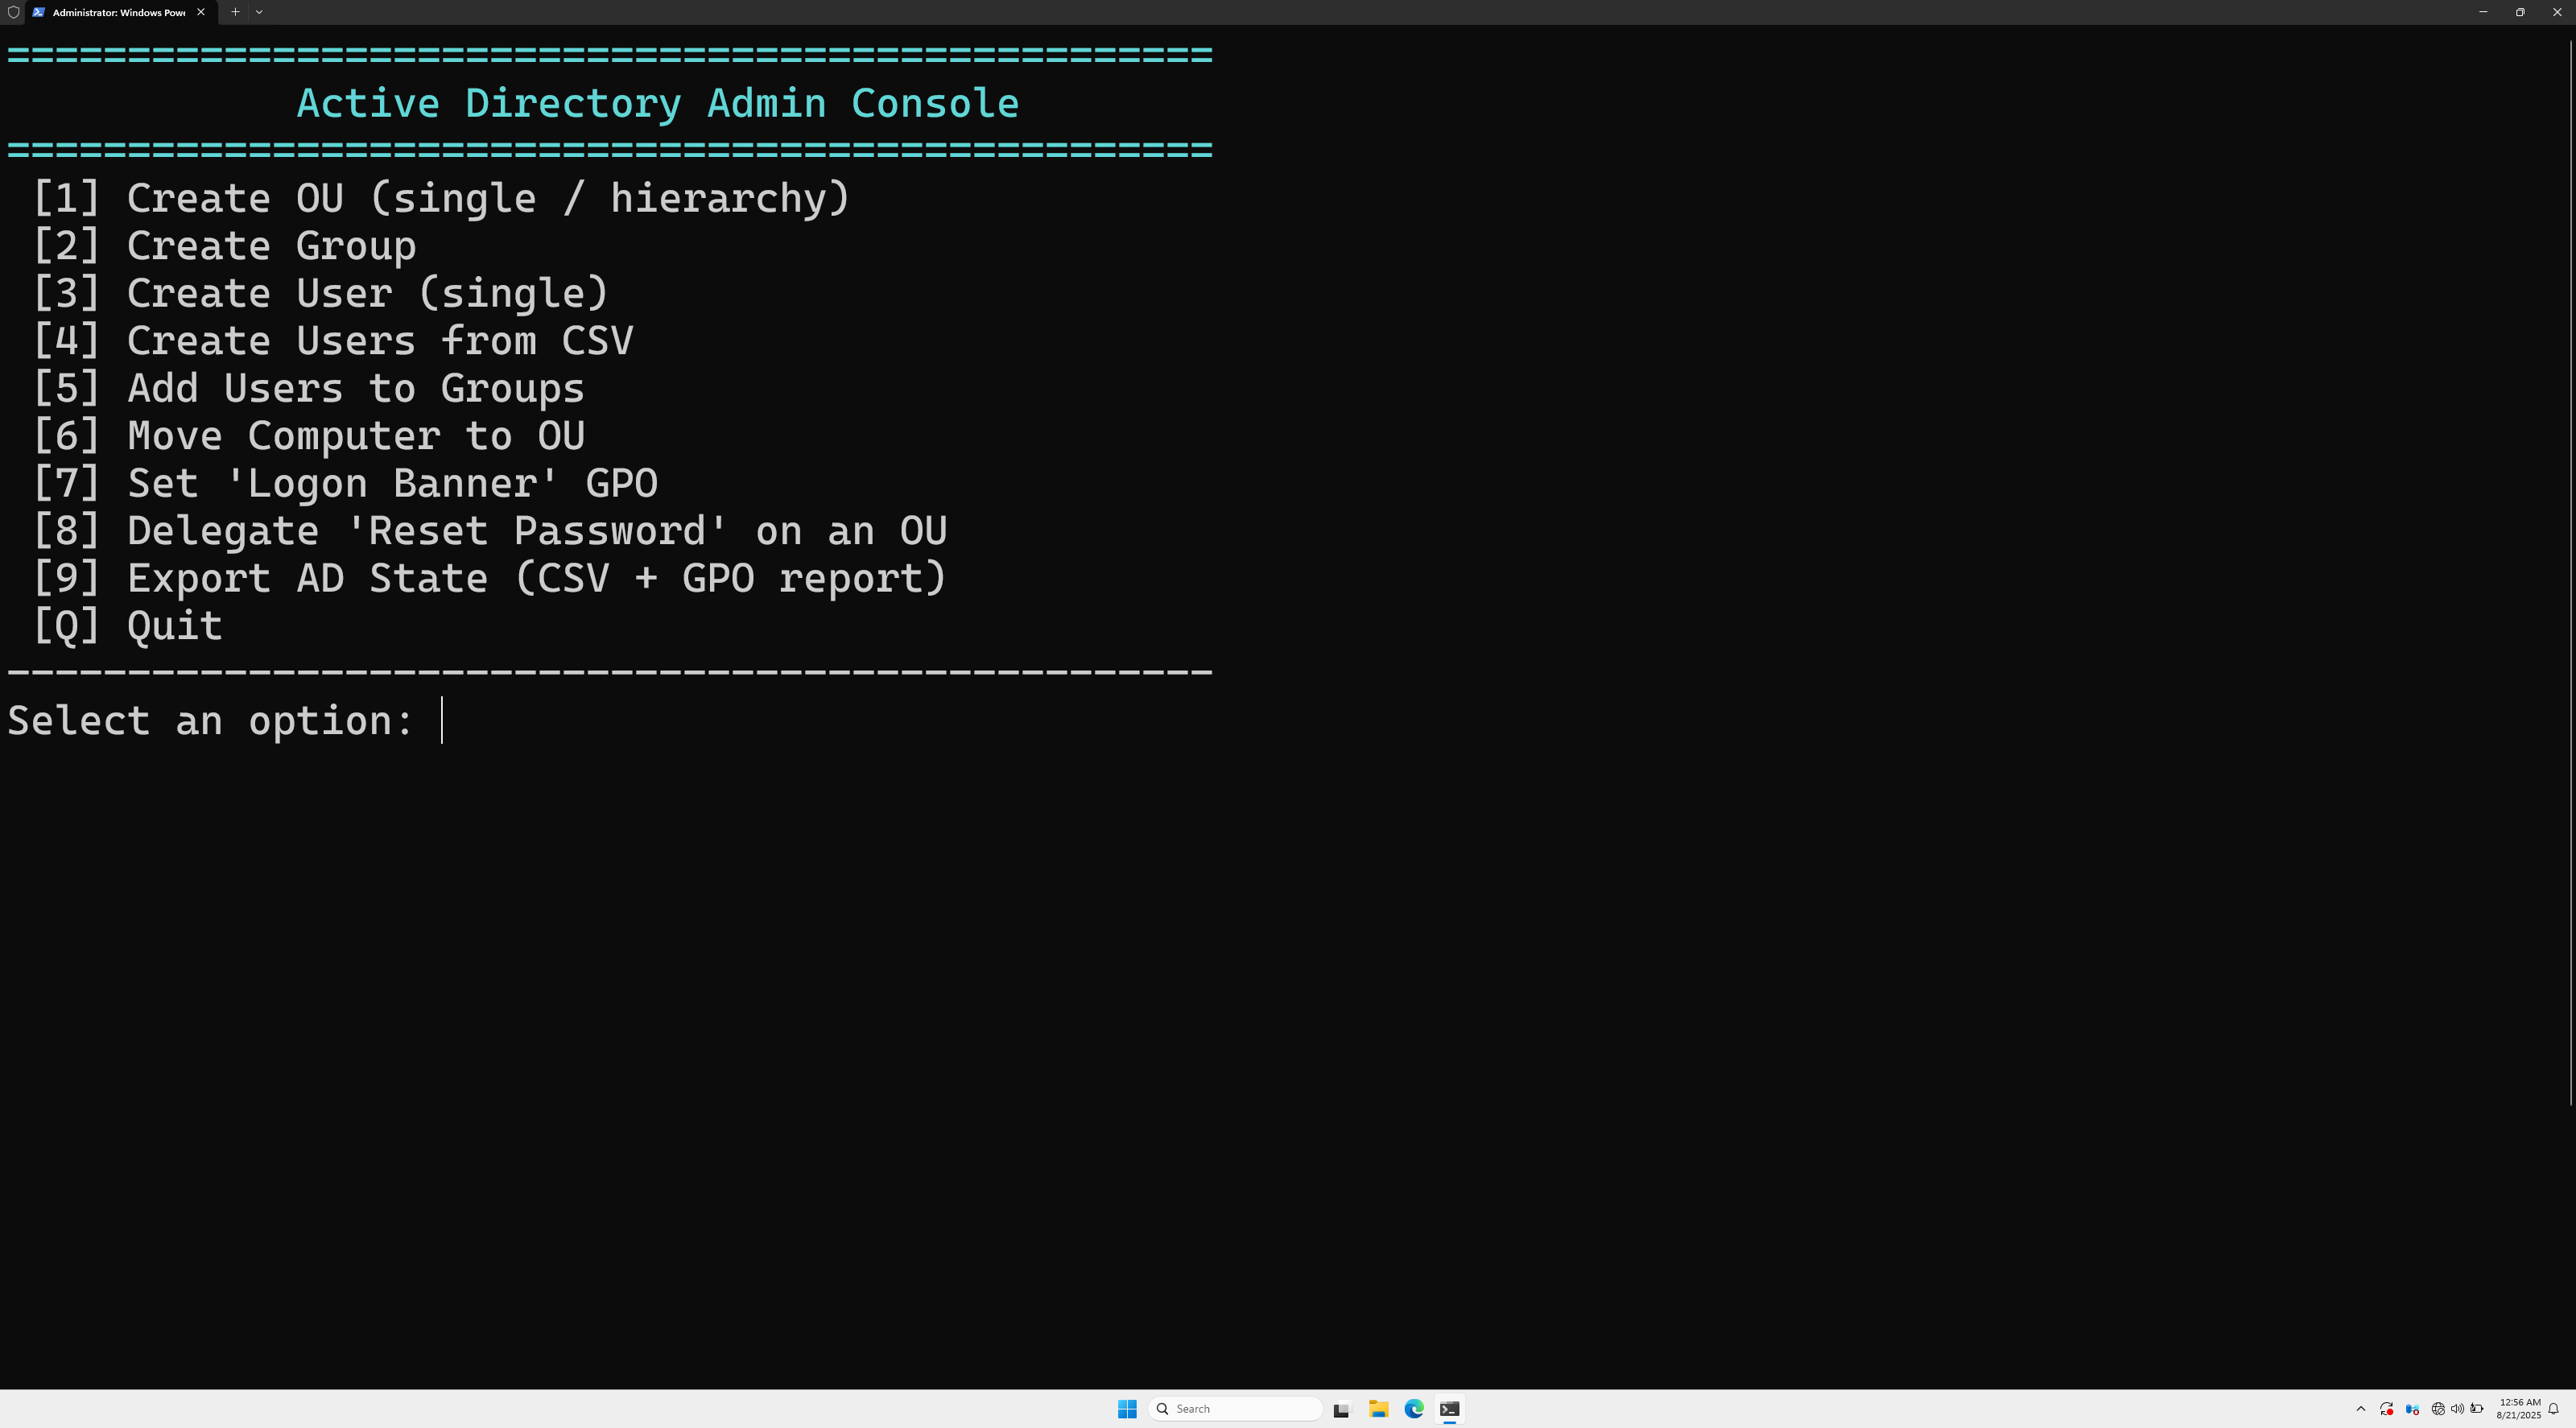 Administrator: Windows Powe
==================================================
            Active Directory Admin Console
==================================================
 [1] Create OU (single / hierarchy)
 [2] Create Group
 [3] Create User (single)
 [4] Create Users from CSV
 [5] Add Users to Groups
 [6] Move Computer to OU
 [7] Set 'Logon Banner' GPO
 [8] Delegate 'Reset Password' on an OU
 [9] Export AD State (CSV + GPO report)
 [Q] Quit
--------------------------------------------------
Select an option:
Search
12:56 AM
8/21/2025